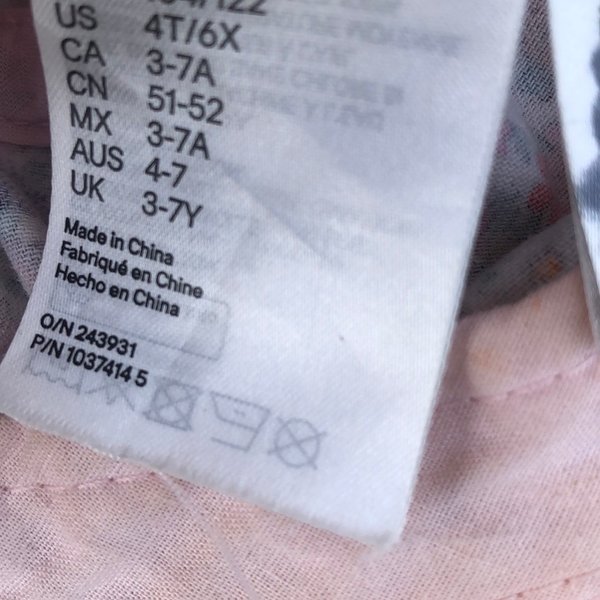 US 4T/6X
CA 3-7A
CN 51-52
MX 3-7A
AUS 4-7
UK 3-7Y
Made in China
Fabriqué en Chine
Hecho en China
O/N 243931
P/N 1037414 5